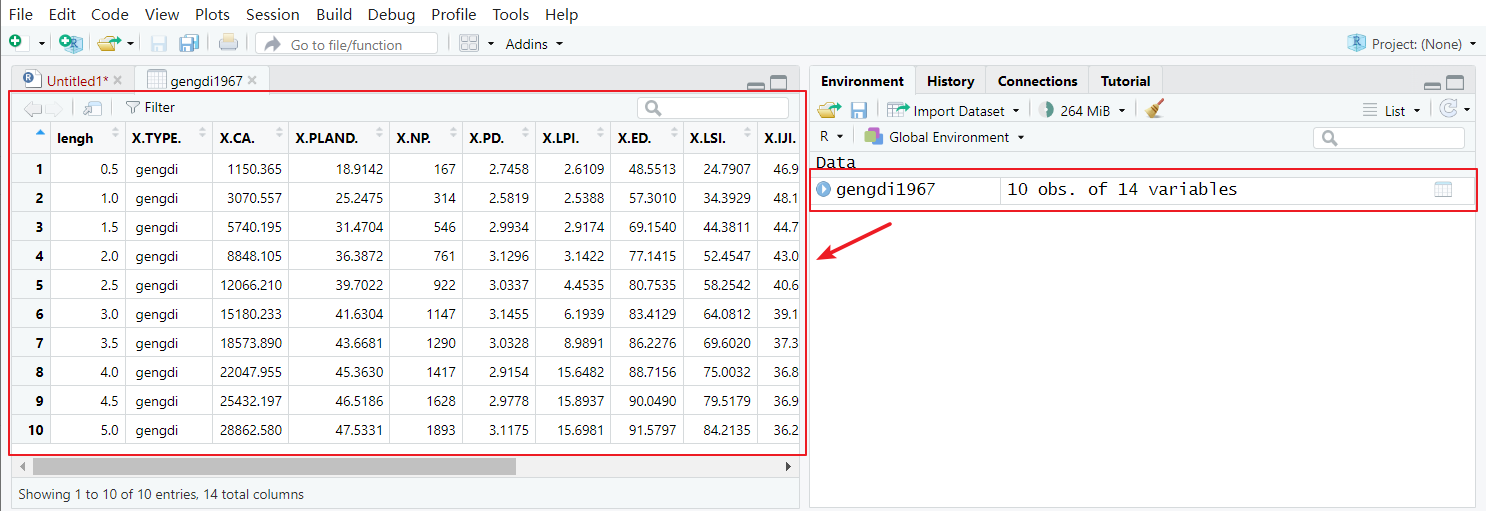 File Edit Code View Plots Session Build Debug Profile Tools Help
Go to file/function Addins Project: (None)
Untitled1* gengdi1967
Filter
lengh X.TYPE. X.CA. X.PLAND. X.NP. X.PD. X.LPI. X.ED. X.LSI. X.IJI.
1 0.5 gengdi 1150.365 18.9142 167 2.7458 2.6109 48.5513 24.7907 46.9
2 1.0 gengdi 3070.557 25.2475 314 2.5819 2.5388 57.3010 34.3929 48.1
3 1.5 gengdi 5740.195 31.4704 546 2.9934 2.9174 69.1540 44.3811 44.7
4 2.0 gengdi 8848.105 36.3872 761 3.1296 3.1422 77.1415 52.4547 43.0
5 2.5 gengdi 12066.210 39.7022 922 3.0337 4.4535 80.7535 58.2542 40.6
6 3.0 gengdi 15180.233 41.6304 1147 3.1455 6.1939 83.4129 64.0812 39.1
7 3.5 gengdi 18573.890 43.6681 1290 3.0328 8.9891 86.2276 69.6020 37.3
8 4.0 gengdi 22047.955 45.3630 1417 2.9154 15.6482 88.7156 75.0032 36.8
9 4.5 gengdi 25432.197 46.5186 1628 2.9778 15.8937 90.0490 79.5179 36.9
10 5.0 gengdi 28862.580 47.5331 1893 3.1175 15.6981 91.5797 84.2135 36.2
Showing 1 to 10 of 10 entries, 14 total columns
Environment History Connections Tutorial
Import Dataset 264 MiB List
R Global Environment
Data
gengdi1967 10 obs. of 14 variables